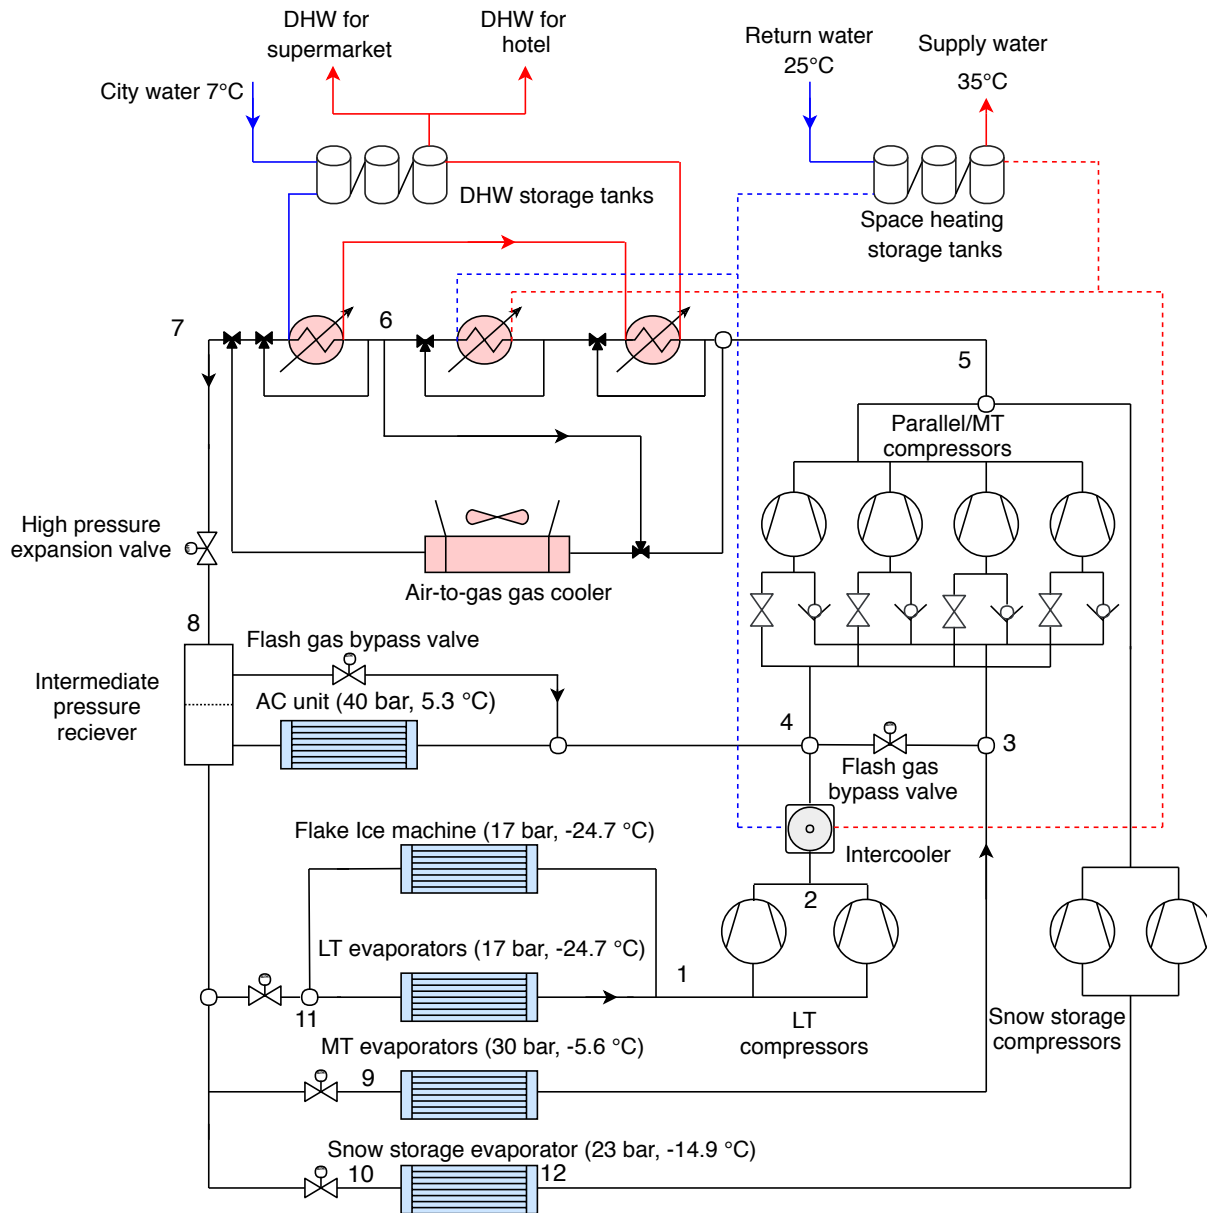 DHW for
supermarket
DHW for
hotel
Return water
25°C
Supply water
35°C
City water 7°C
DHW storage tanks
Space heating
storage tanks
7
6
5
Parallel/MT
compressors
High pressure
expansion valve
Air-to-gas gas cooler
8
Flash gas bypass valve
Intermediate
pressure
reciever
AC unit (40 bar, 5.3 °C)
4
3
Flash gas
bypass valve
Flake Ice machine (17 bar, -24.7 °C)
Intercooler
2
LT evaporators (17 bar, -24.7 °C)
1
11
LT
compressors
Snow storage
compressors
MT evaporators (30 bar, -5.6 °C)
9
Snow storage evaporator (23 bar, -14.9 °C)
10
12